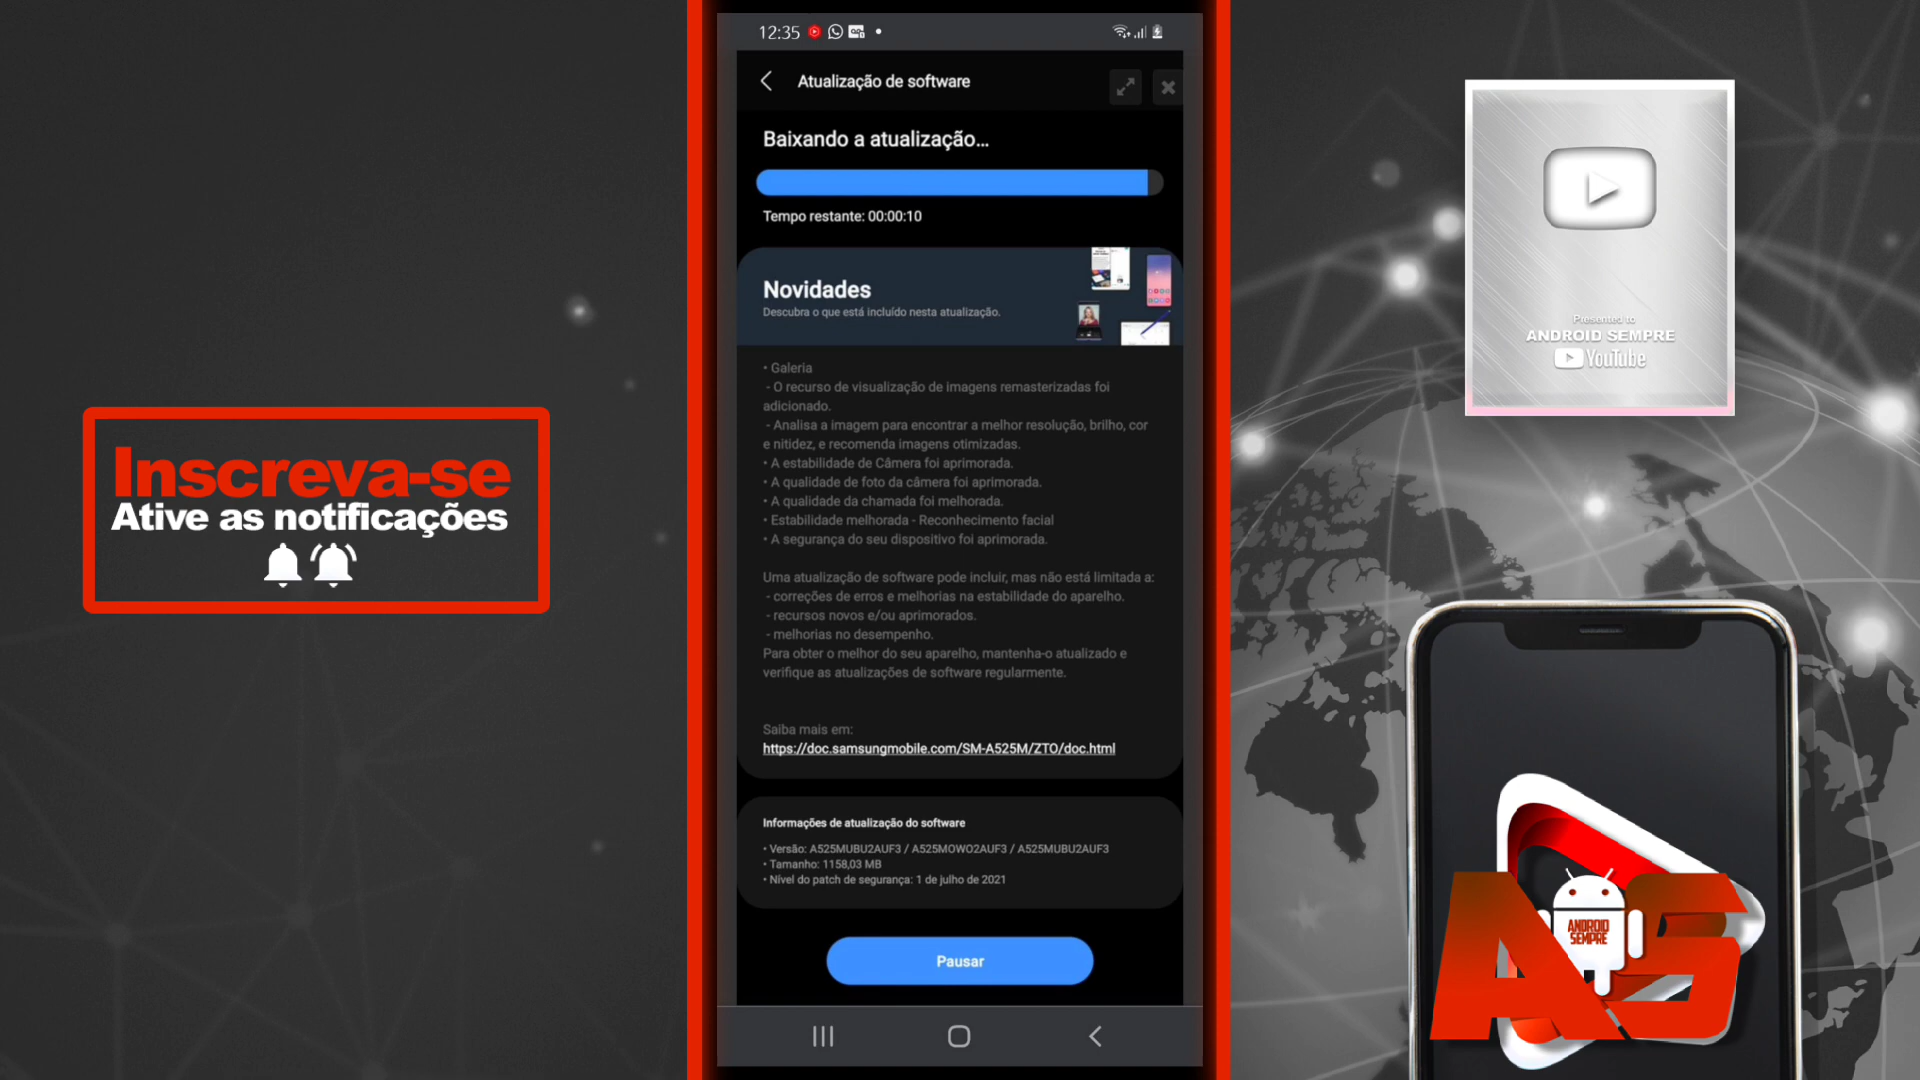 Inscreva-se
Ative as notificações
12:35
Atualização de software
Baixando a atualização...
Tempo restante: 00:00:10
Novidades
Descubra o que está incluído nesta atualização.
• Galeria
- O recurso de visualização de imagens remasterizadas foi
adicionado.
- Analisa a imagem para encontrar a melhor resolução, brilho, cor
e nitidez, e recomenda imagens otimizadas.
• A estabilidade de Câmera foi aprimorada.
• A qualidade de foto da câmera foi aprimorada.
• A qualidade da chamada foi melhorada.
• Estabilidade melhorada - Reconhecimento facial
• A segurança do seu dispositivo foi aprimorada.
Uma atualização de software pode incluir, mas não está limitada a:
- correções de erros e melhorias na estabilidade do aparelho.
- recursos novos e/ou aprimorados.
- melhorias no desempenho.
Para obter o melhor do seu aparelho, mantenha-o atualizado e
verifique as atualizações de software regularmente.
Saiba mais em:
https://doc.samsungmobile.com/SM-A525M/ZTO/doc.html
Informações de atualização do software
• Versão: A525MUBU2AUF3 / A525MOWO2AUF3 / A525MUBU2AUF3
• Tamanho: 1158,03 MB
• Nível do patch de segurança: 1 de julho de 2021
Pausar
Presented to
ANDROID SEMPRE
YouTube
AS
ANDROID
SEMPRE